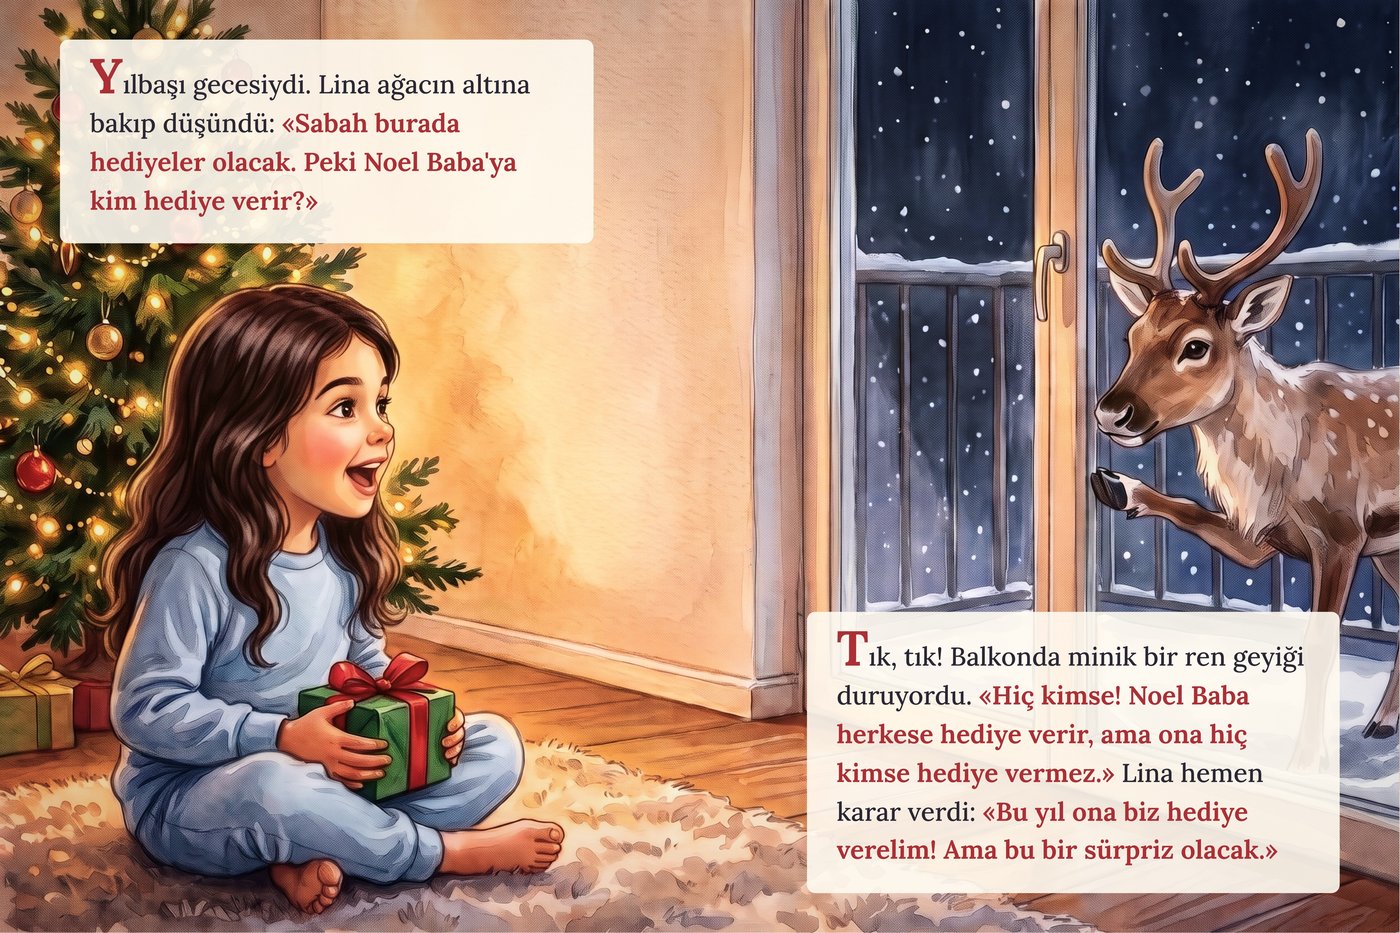 Yılbaşı gecesiydi. Lina ağacın altına
bakıp düşündü: «Sabah burada
hediyeler olacak. Peki Noel Baba'ya
kim hediye verir?»
Tık, tık! Balkonda minik bir ren geyiği
duruyordu. «Hiç kimse! Noel Baba
herkese hediye verir, ama ona hiç
kimse hediye vermez.» Lina hemen
karar verdi: «Bu yıl ona biz hediye
verelim! Ama bu bir sürpriz olacak.»